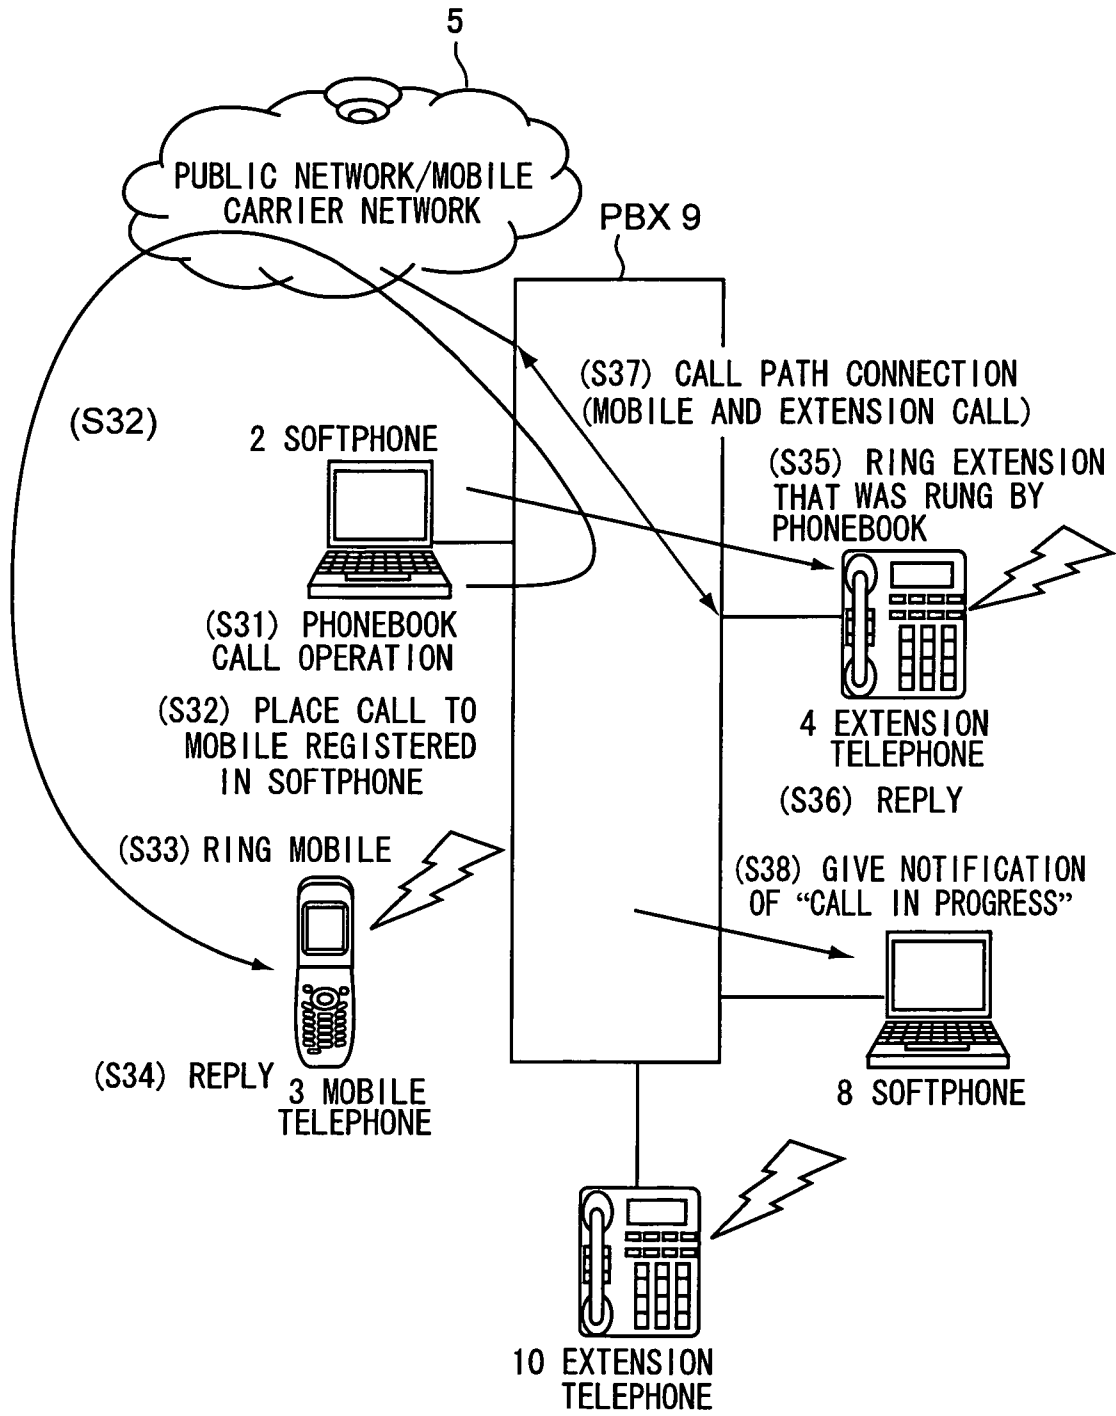 5
PUBLIC NETWORK/MOBILE
CARRIER NETWORK
PBX 9
(S37) CALL PATH CONNECTION
(MOBILE AND EXTENSION CALL)
(S32)
2 SOFTPHONE
(S35) RING EXTENSION
THAT WAS RUNG BY
PHONEBOOK
(S31) PHONEBOOK
CALL OPERATION
(S32) PLACE CALL TO
MOBILE REGISTERED
IN SOFTPHONE
4 EXTENSION
TELEPHONE
(S36) REPLY
(S33) RING MOBILE
(S38) GIVE NOTIFICATION
OF “CALL IN PROGRESS”
(S34) REPLY
3 MOBILE
TELEPHONE
8 SOFTPHONE
10 EXTENSION
TELEPHONE